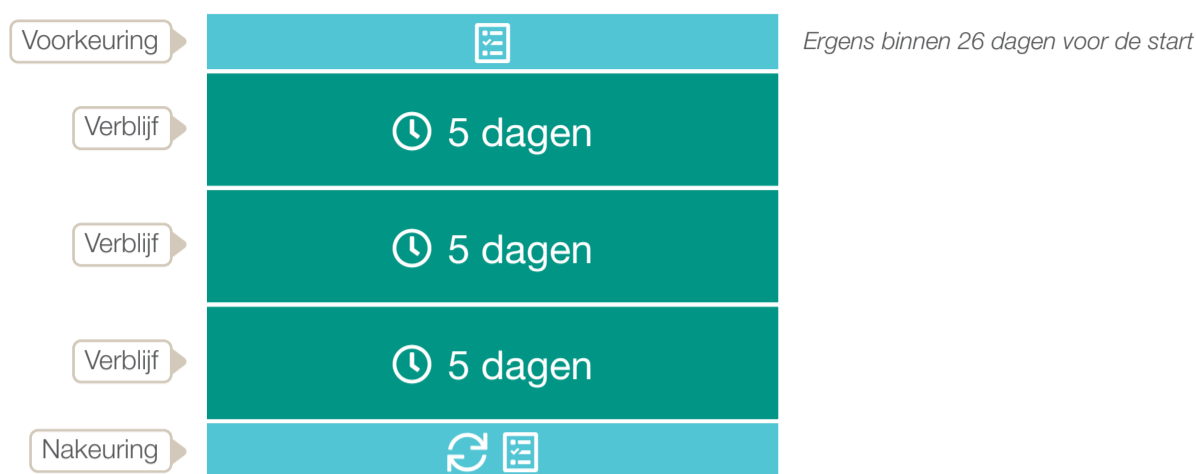 Voorkeuring
Ergens binnen 26 dagen voor de start
Verblijf
5 dagen
Verblijf
5 dagen
Verblijf
5 dagen
Nakeuring